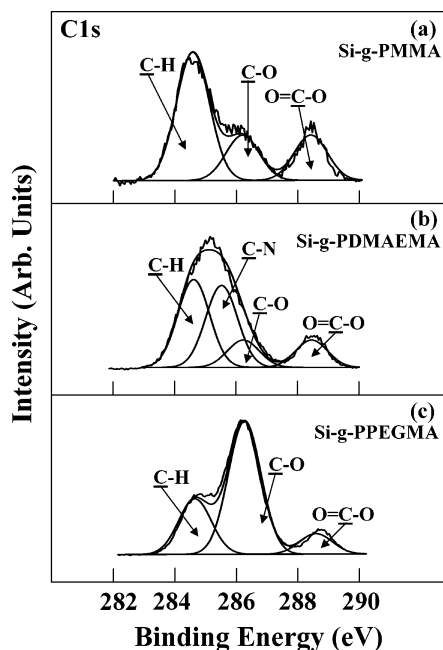 C1s
(a)
Si-g-PMMA
C-H
C-O
O=C-O
(b)
Si-g-PDMAEMA
C-H
C-N
C-O
O=C-O
(c)
Si-g-PPEGMA
C-H
C-O
O=C-O
Intensity (Arb. Units)
282 284 286 288 290
Binding Energy (eV)